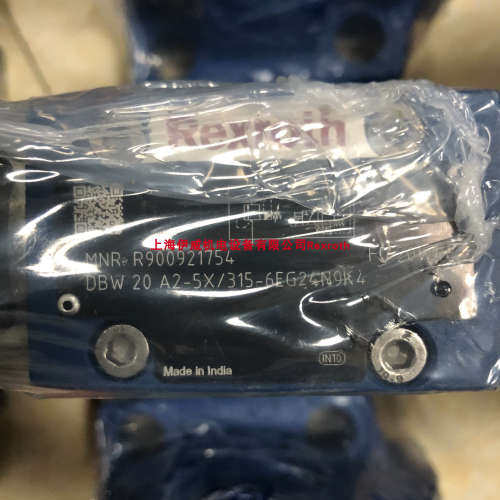 Rexroth
上海伊威机电设备有限公司Rexroth
MNR: R900921754
DBW 20 A2-5X/315-6EG24N9K4
Made in India
IN10